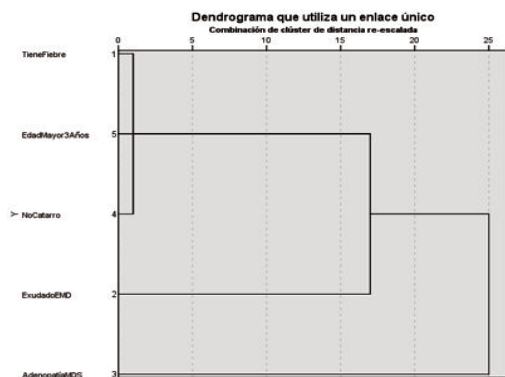 Dendrograma que utiliza un enlace único
Combinación de clúster de distancia re-escalada
0 5 10 15 20 25
TieneFiebre 1
EdadMayor3Años 5
Y
NoCatarro 4
ExudadoEMD 2
AdenopatíaMDS 3